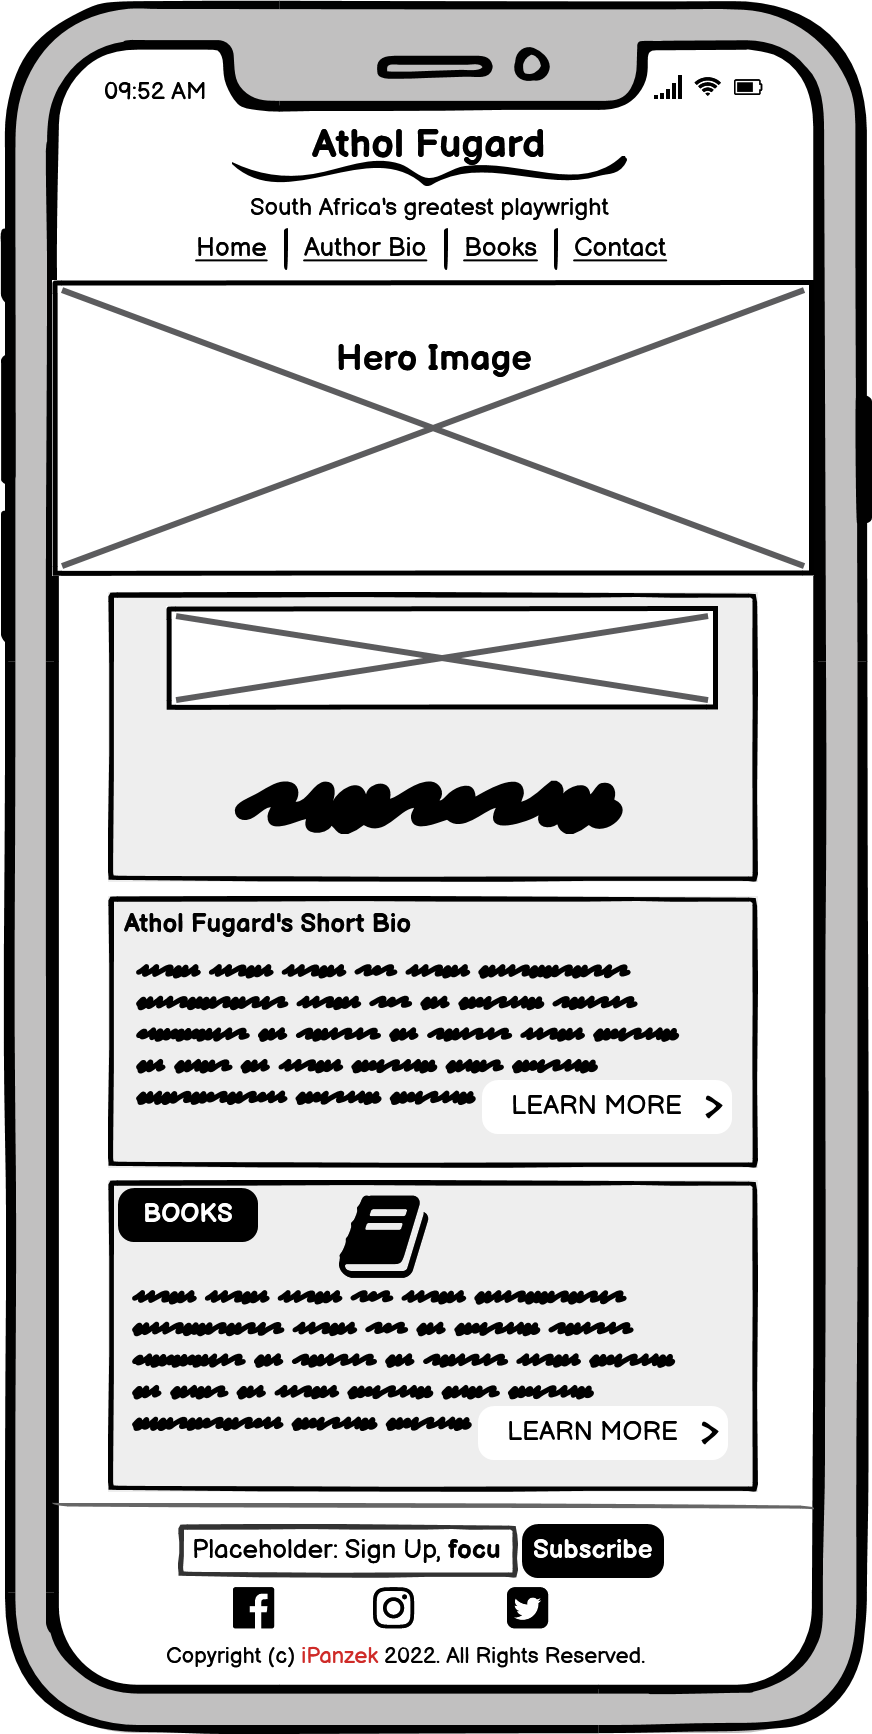 09:52 AM
Athol Fugard
South Africa's greatest playwright
Home | Author Bio | Books | Contact
Hero Image
Athol Fugard's Short Bio
LEARN MORE >
BOOKS
LEARN MORE >
Placeholder: Sign Up, focu Subscribe
Copyright (c) iPanzek 2022. All Rights Reserved.